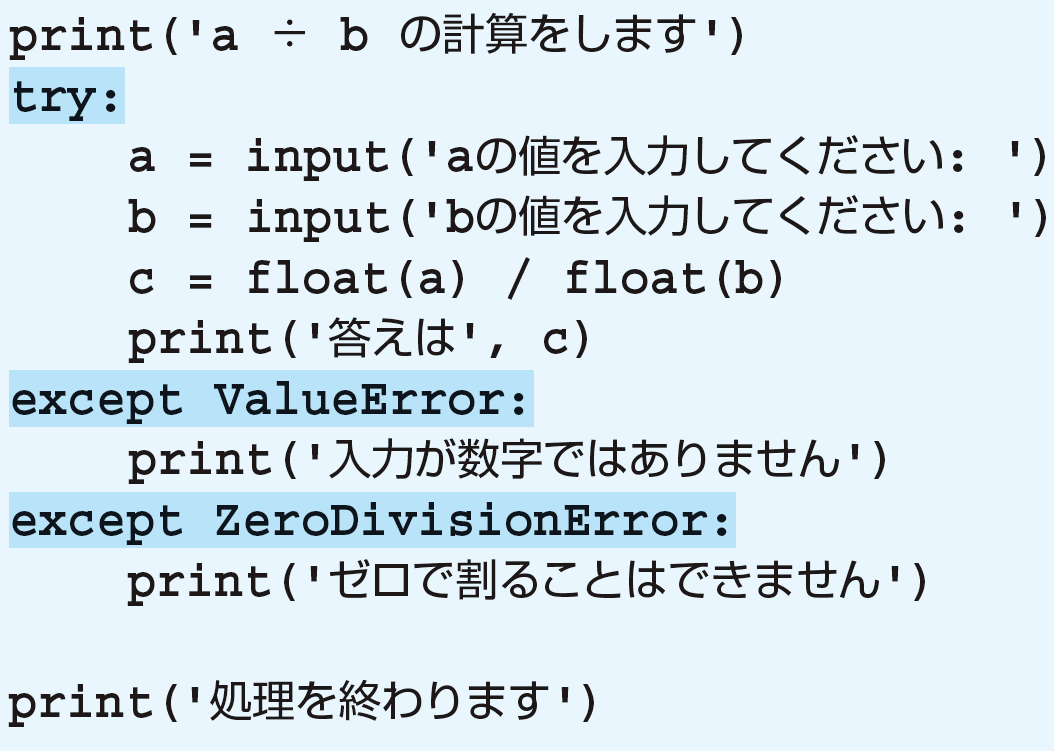 print('a ÷ b の計算をします')
try:
    a = input('aの値を入力してください: ')
    b = input('bの値を入力してください: ')
    c = float(a) / float(b)
    print('答えは', c)
except ValueError:
    print('入力が数字ではありません')
except ZeroDivisionError:
    print('ゼロで割ることはできません')

print('処理を終わります')